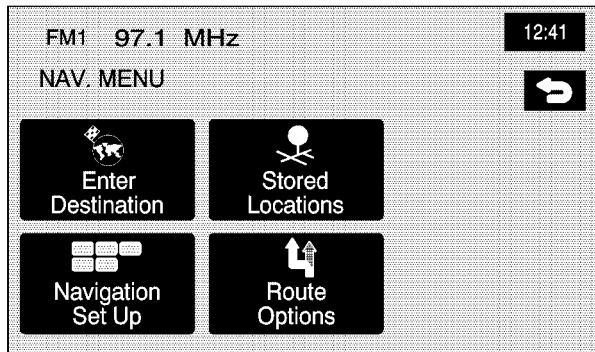 FM1 97.1 MHz 12:41
NAV. MENU
Enter
Destination
Stored
Locations
Navigation
Set Up
Route
Options